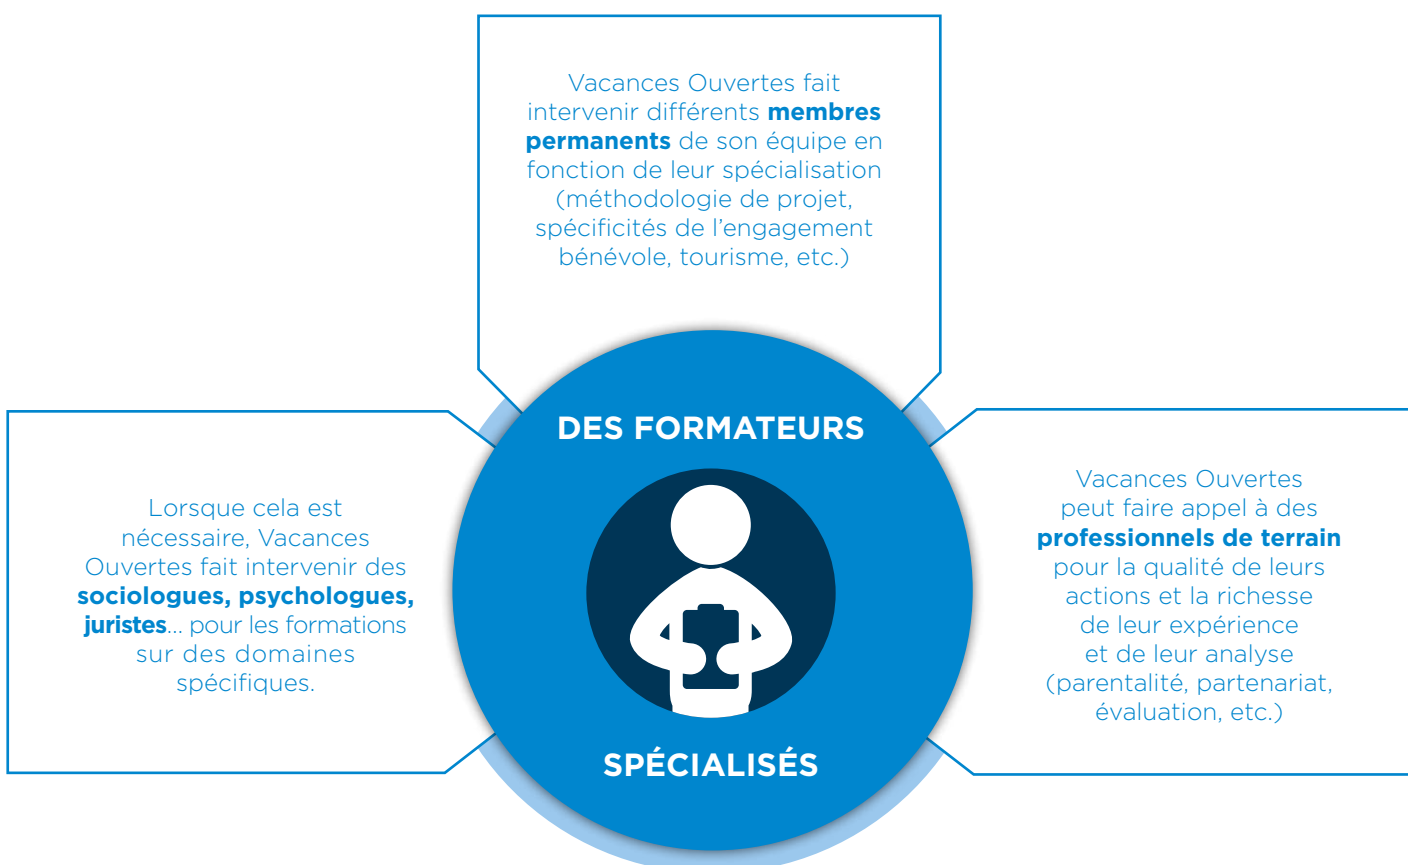 Vacances Ouvertes fait
intervenir différents membres
permanents de son équipe en
fonction de leur spécialisation
(méthodologie de projet,
spécificités de l’engagement
bénévole, tourisme, etc.)
DES FORMATEURS
SPÉCIALISÉS
Lorsque cela est
nécessaire, Vacances
Ouvertes fait intervenir des
sociologues, psychologues,
juristes... pour les formations
sur des domaines
spécifiques.
Vacances Ouvertes
peut faire appel à des
professionnels de terrain
pour la qualité de leurs
actions et la richesse
de leur expérience
et de leur analyse
(parentalité, partenariat,
évaluation, etc.)